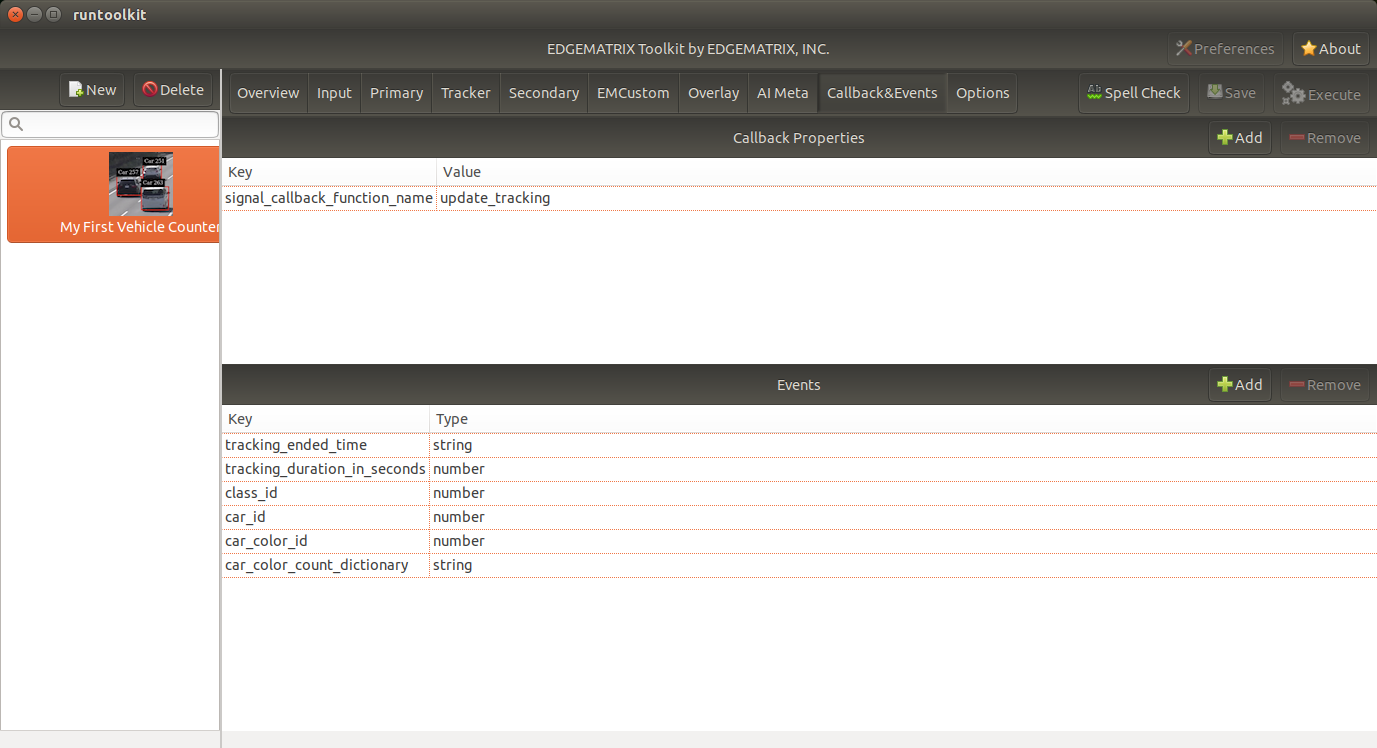 runtoolkit
EDGEMATRIX Toolkit by EDGEMATRIX, INC. Preferences About
New Delete Overview Input Primary Tracker Secondary EMCustom Overlay AI Meta Callback&Events Options Spell Check Save Execute
Callback Properties Add Remove
Key Value
signal_callback_function_name update_tracking
Car 251
Car 257
Car 263
My First Vehicle Counter
Events Add Remove
Key Type
tracking_ended_time string
tracking_duration_in_seconds number
class_id number
car_id number
car_color_id number
car_color_count_dictionary string